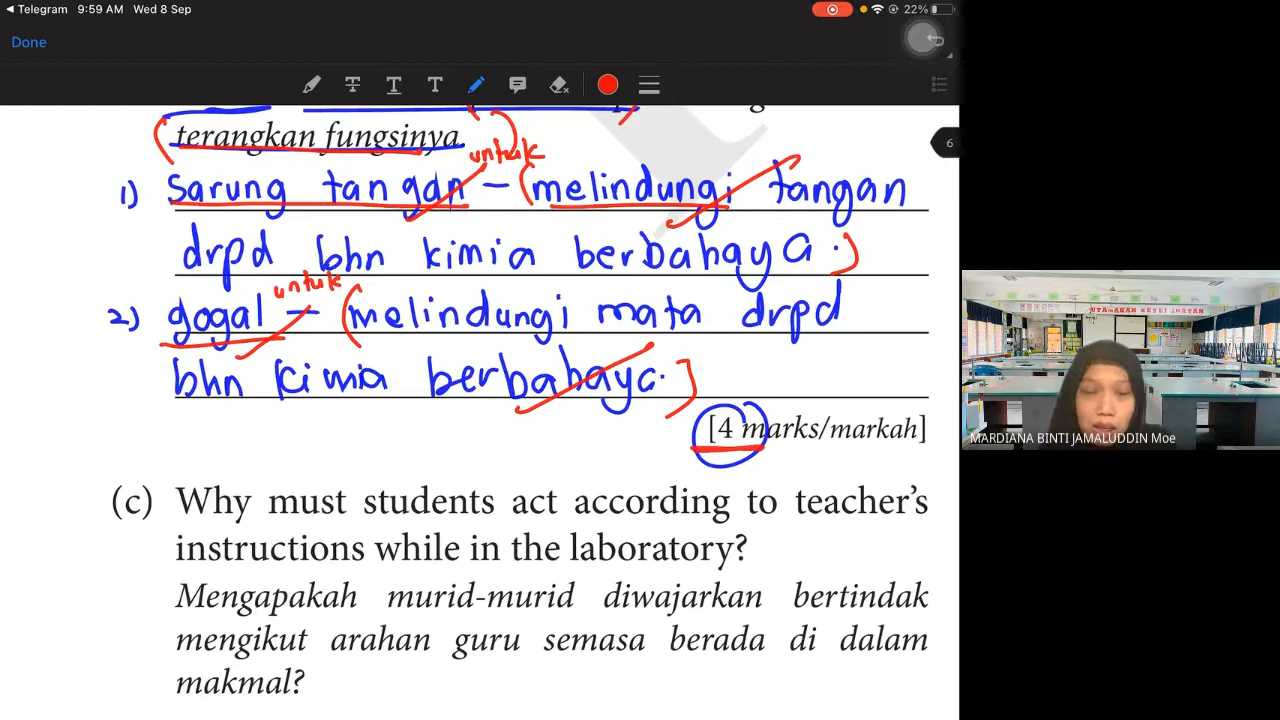 Telegram 9:59 AM Wed 8 Sep 22%
Done
terangkan fungsinya
6
untuk
1) Sarung tangan – (melindungi tangan
drpd bhn kimia berbahaya.)
untuk
2) gogal – (melindungi mata drpd
bhn kimia berbahaya.]
[4 marks/markah]
(c) Why must students act according to teacher's
instructions while in the laboratory?
Mengapakah murid-murid diwajarkan bertindak
mengikut arahan guru semasa berada di dalam
makmal?
MARDIANA BINTI JAMALUDDIN Moe